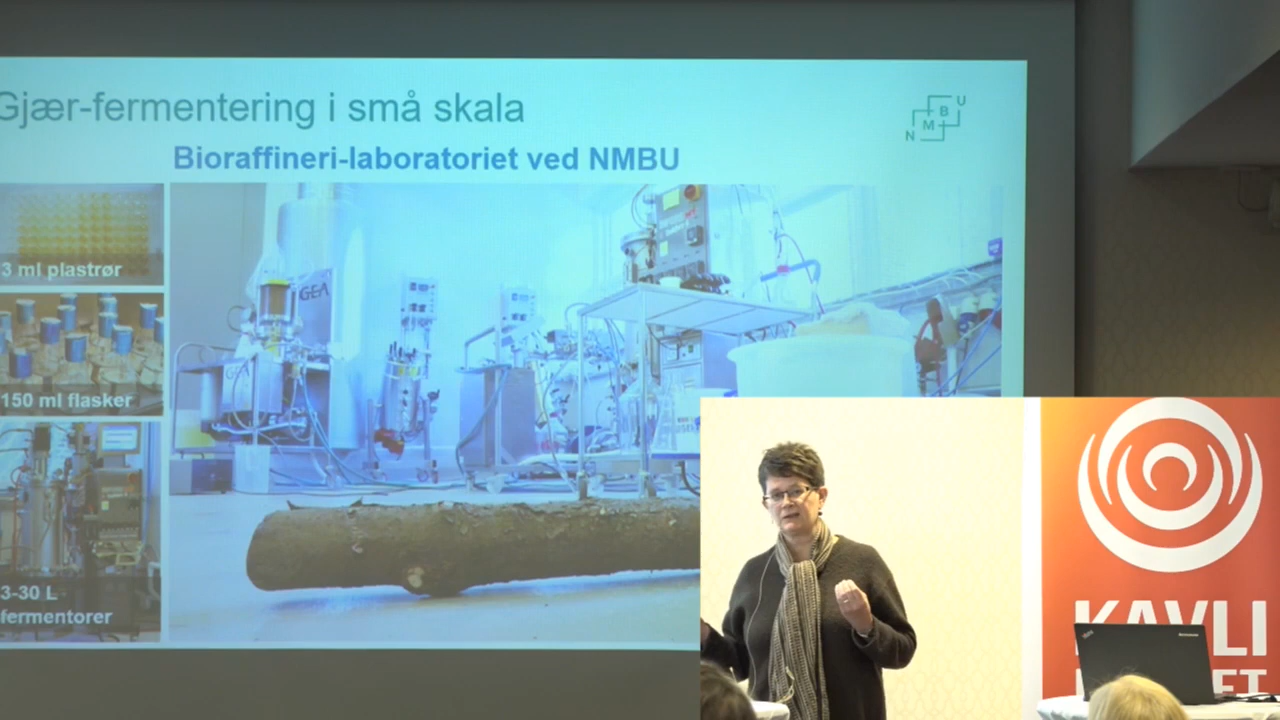 Gjær-fermentering i små skala
N M B U
Bioraffineri-laboratoriet ved NMBU
3 ml plastrør
150 ml flasker
3-30 L
fermentorer
GEA
GEA
KAVLI